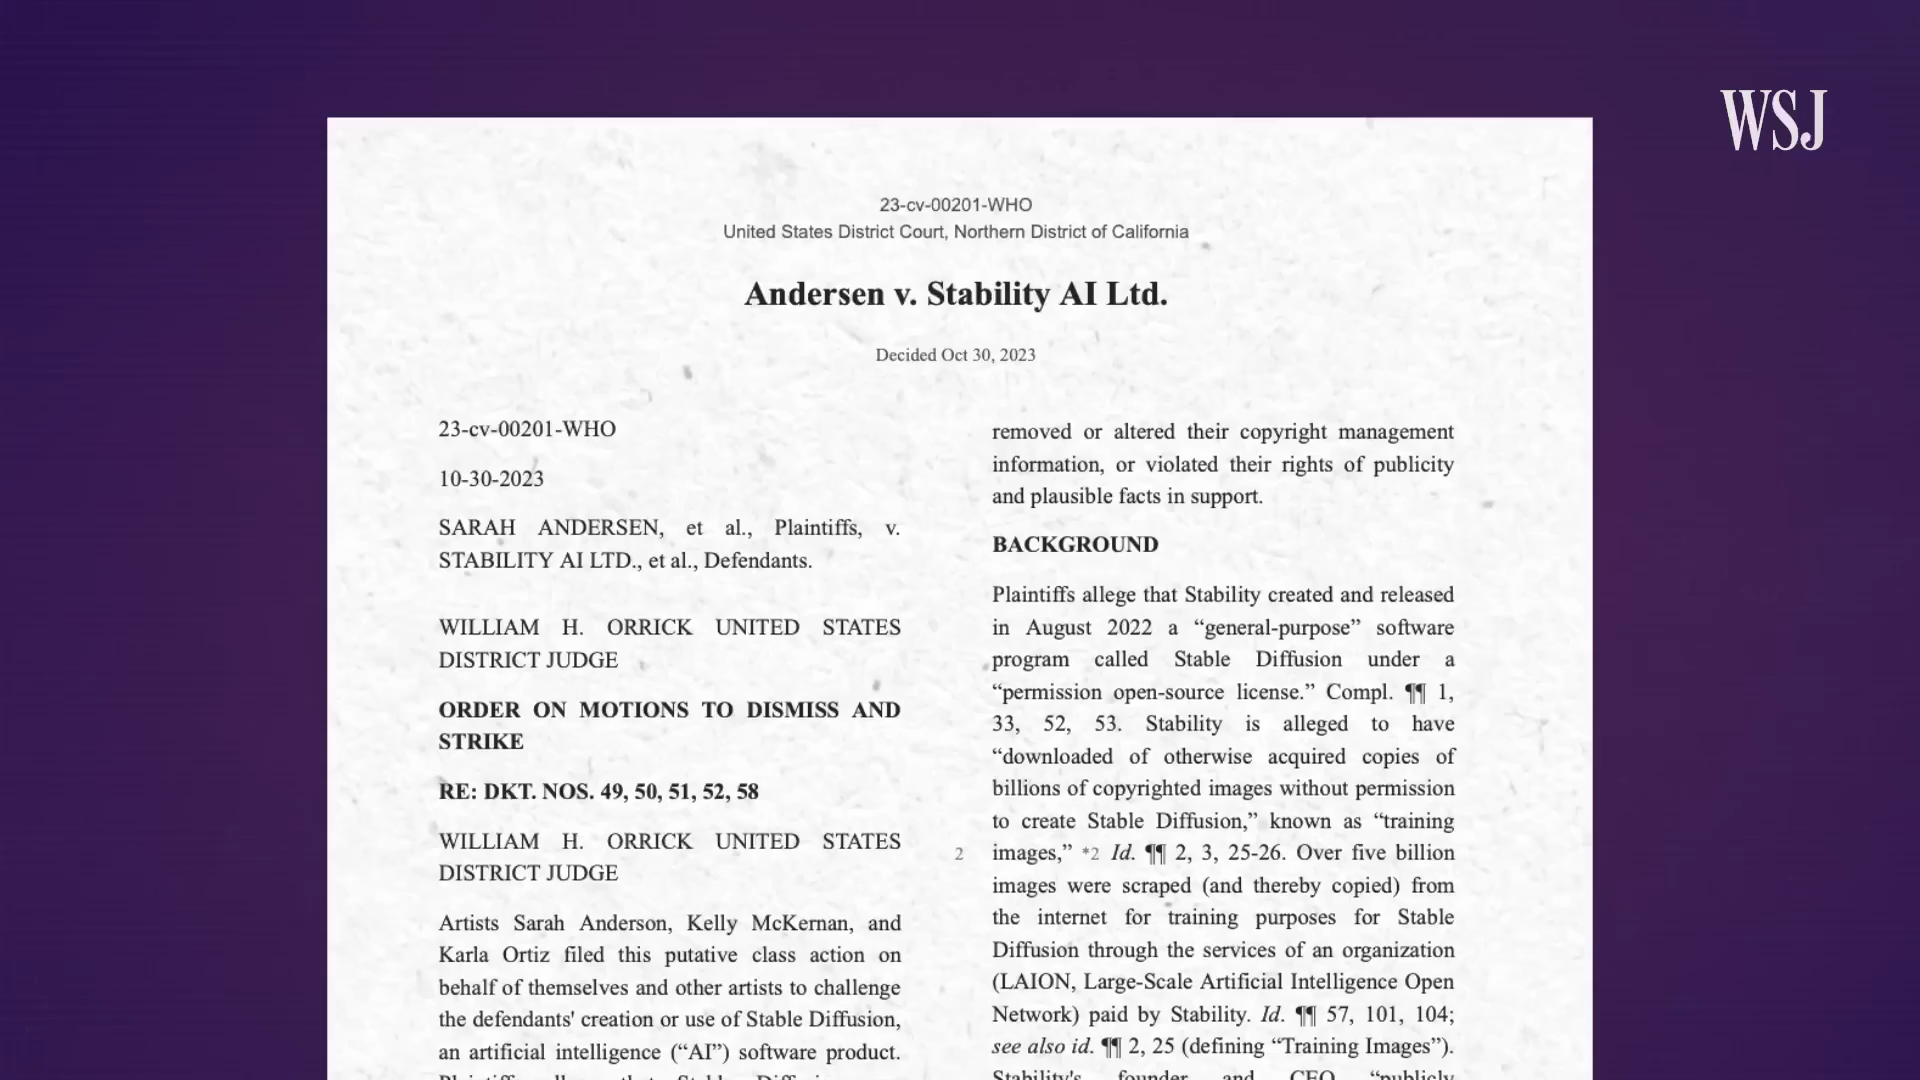 WSJ
23-cv-00201-WHO
United States District Court, Northern District of California
Andersen v. Stability AI Ltd.
Decided Oct 30, 2023
23-cv-00201-WHO
10-30-2023
SARAH ANDERSEN, et al., Plaintiffs, v.
STABILITY AI LTD., et al., Defendants.
WILLIAM H. ORRICK UNITED STATES
DISTRICT JUDGE
ORDER ON MOTIONS TO DISMISS AND
STRIKE
RE: DKT. NOS. 49, 50, 51, 52, 58
WILLIAM H. ORRICK UNITED STATES
DISTRICT JUDGE
Artists Sarah Anderson, Kelly McKernan, and
Karla Ortiz filed this putative class action on
behalf of themselves and other artists to challenge
the defendants' creation or use of Stable Diffusion,
an artificial intelligence (“AI”) software product.
removed or altered their copyright management
information, or violated their rights of publicity
and plausible facts in support.
BACKGROUND
Plaintiffs allege that Stability created and released
in August 2022 a “general-purpose” software
program called Stable Diffusion under a
“permission open-source license.” Compl. ¶¶ 1,
33, 52, 53. Stability is alleged to have
“downloaded of otherwise acquired copies of
billions of copyrighted images without permission
to create Stable Diffusion,” known as “training
2 images,” *2 Id. ¶¶ 2, 3, 25-26. Over five billion
images were scraped (and thereby copied) from
the internet for training purposes for Stable
Diffusion through the services of an organization
(LAION, Large-Scale Artificial Intelligence Open
Network) paid by Stability. Id. ¶¶ 57, 101, 104;
see also id. ¶¶ 2, 25 (defining “Training Images”).
Stability's founder and CEO “publicly